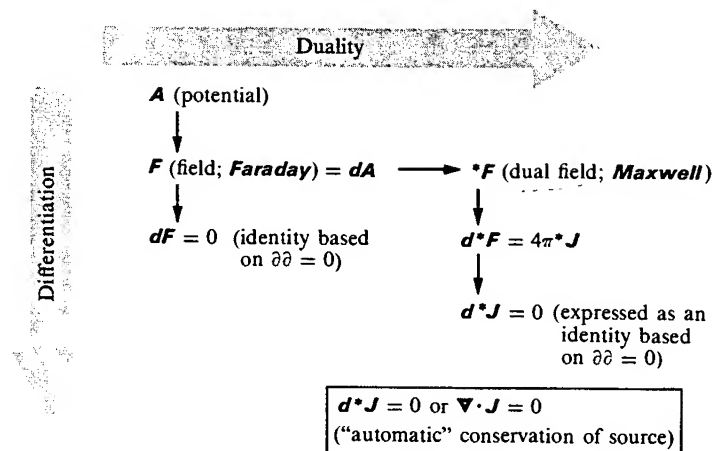 Duality
Differentiation
A (potential)
F (field; Faraday) = dA
*F (dual field; Maxwell)
dF = 0 (identity based
on ∂∂ = 0)
d*F = 4π*J
d*J = 0 (expressed as an
identity based
on ∂∂ = 0)
d*J = 0 or ∇·J = 0
("automatic" conservation of source)